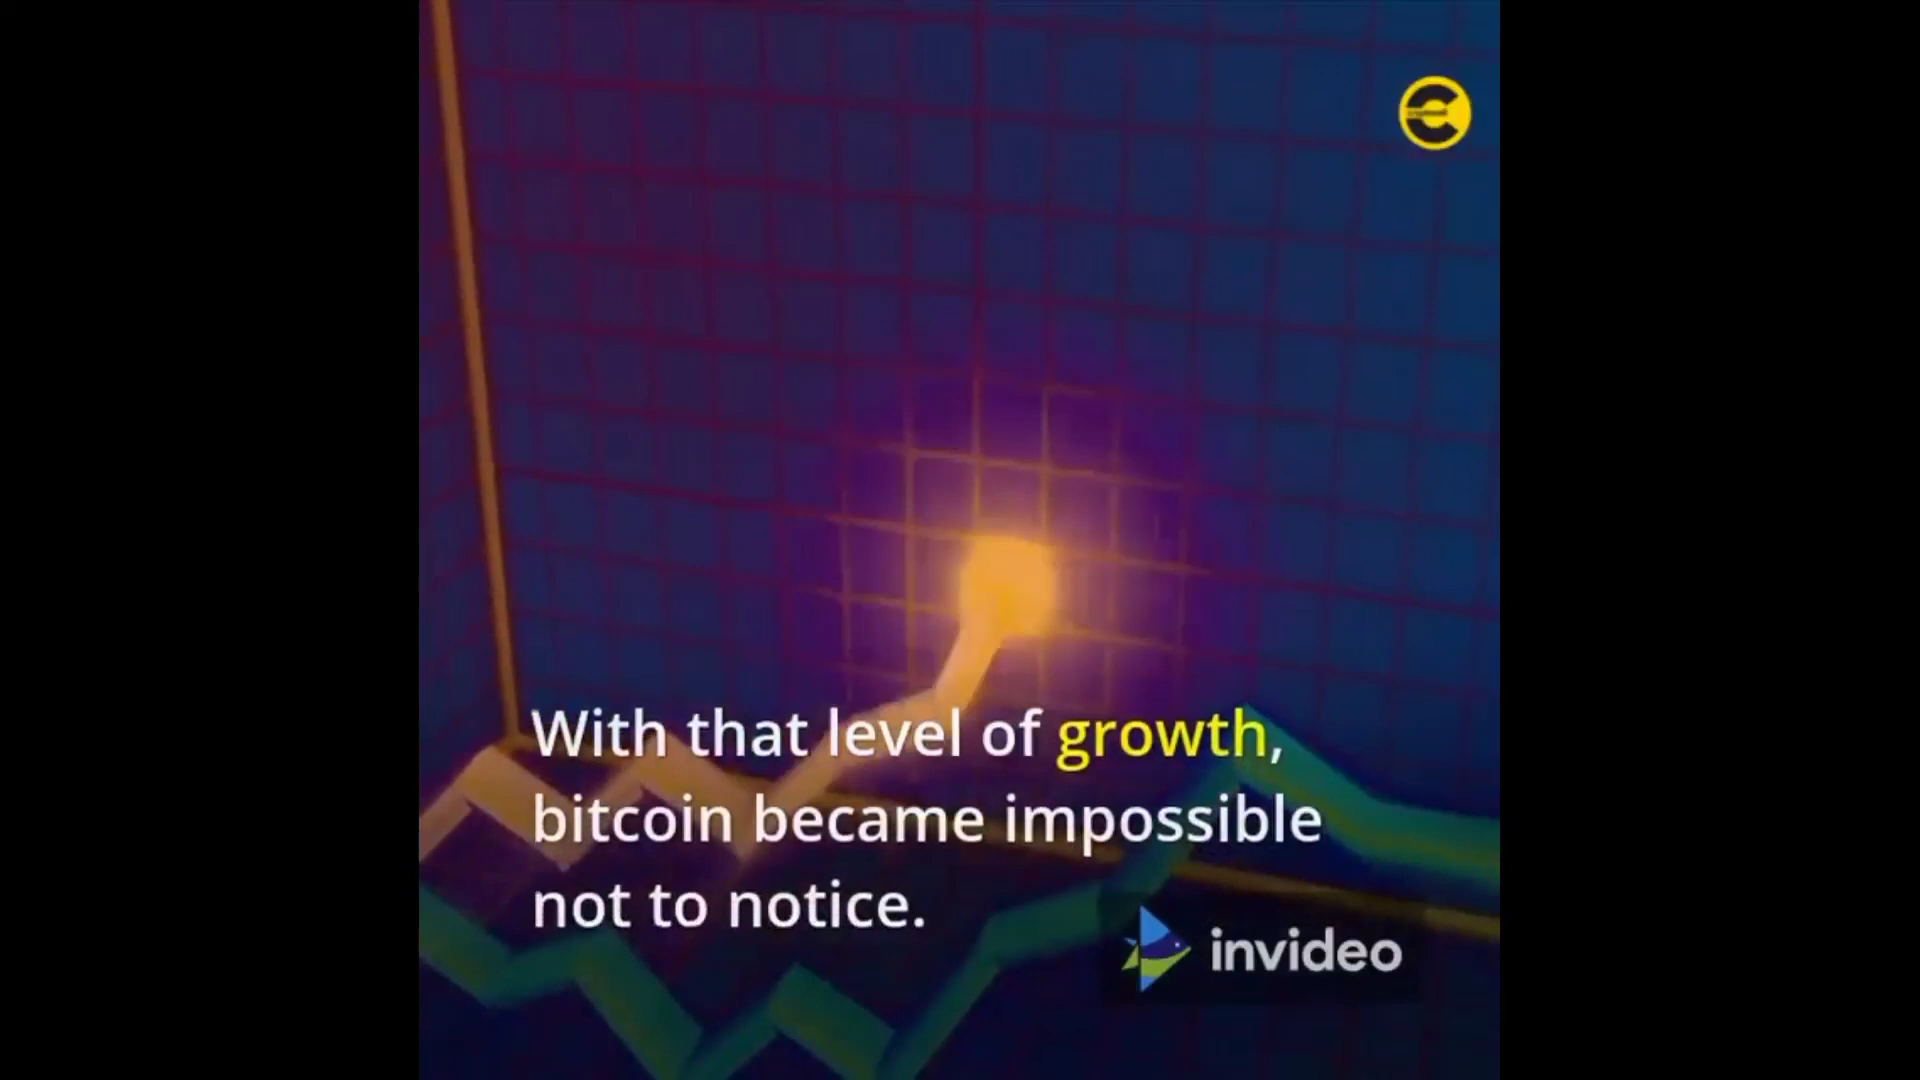 With that level of growth,
bitcoin became impossible
not to notice.
invideo